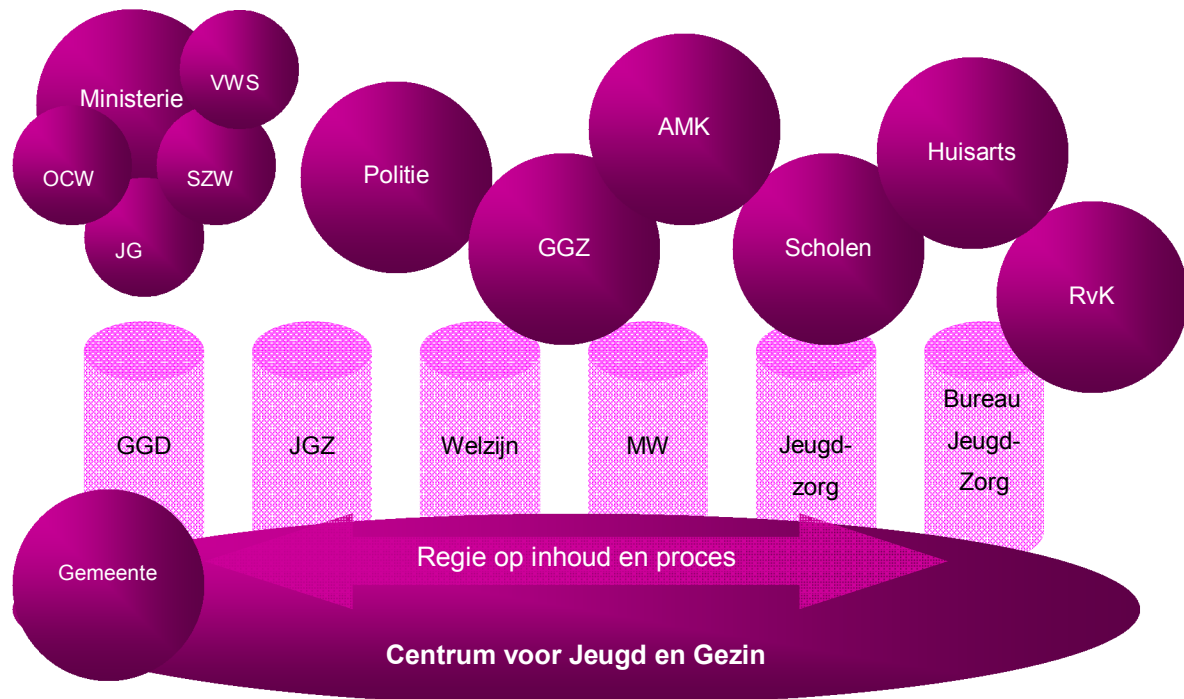 Ministerie
VWS
OCW
SZW
JG
Politie
GGZ
AMK
Scholen
Huisarts
RvK
GGD
JGZ
Welzijn
MW
Jeugd-
zorg
Bureau
Jeugd-
Zorg
Gemeente
Regie op inhoud en proces
Centrum voor Jeugd en Gezin